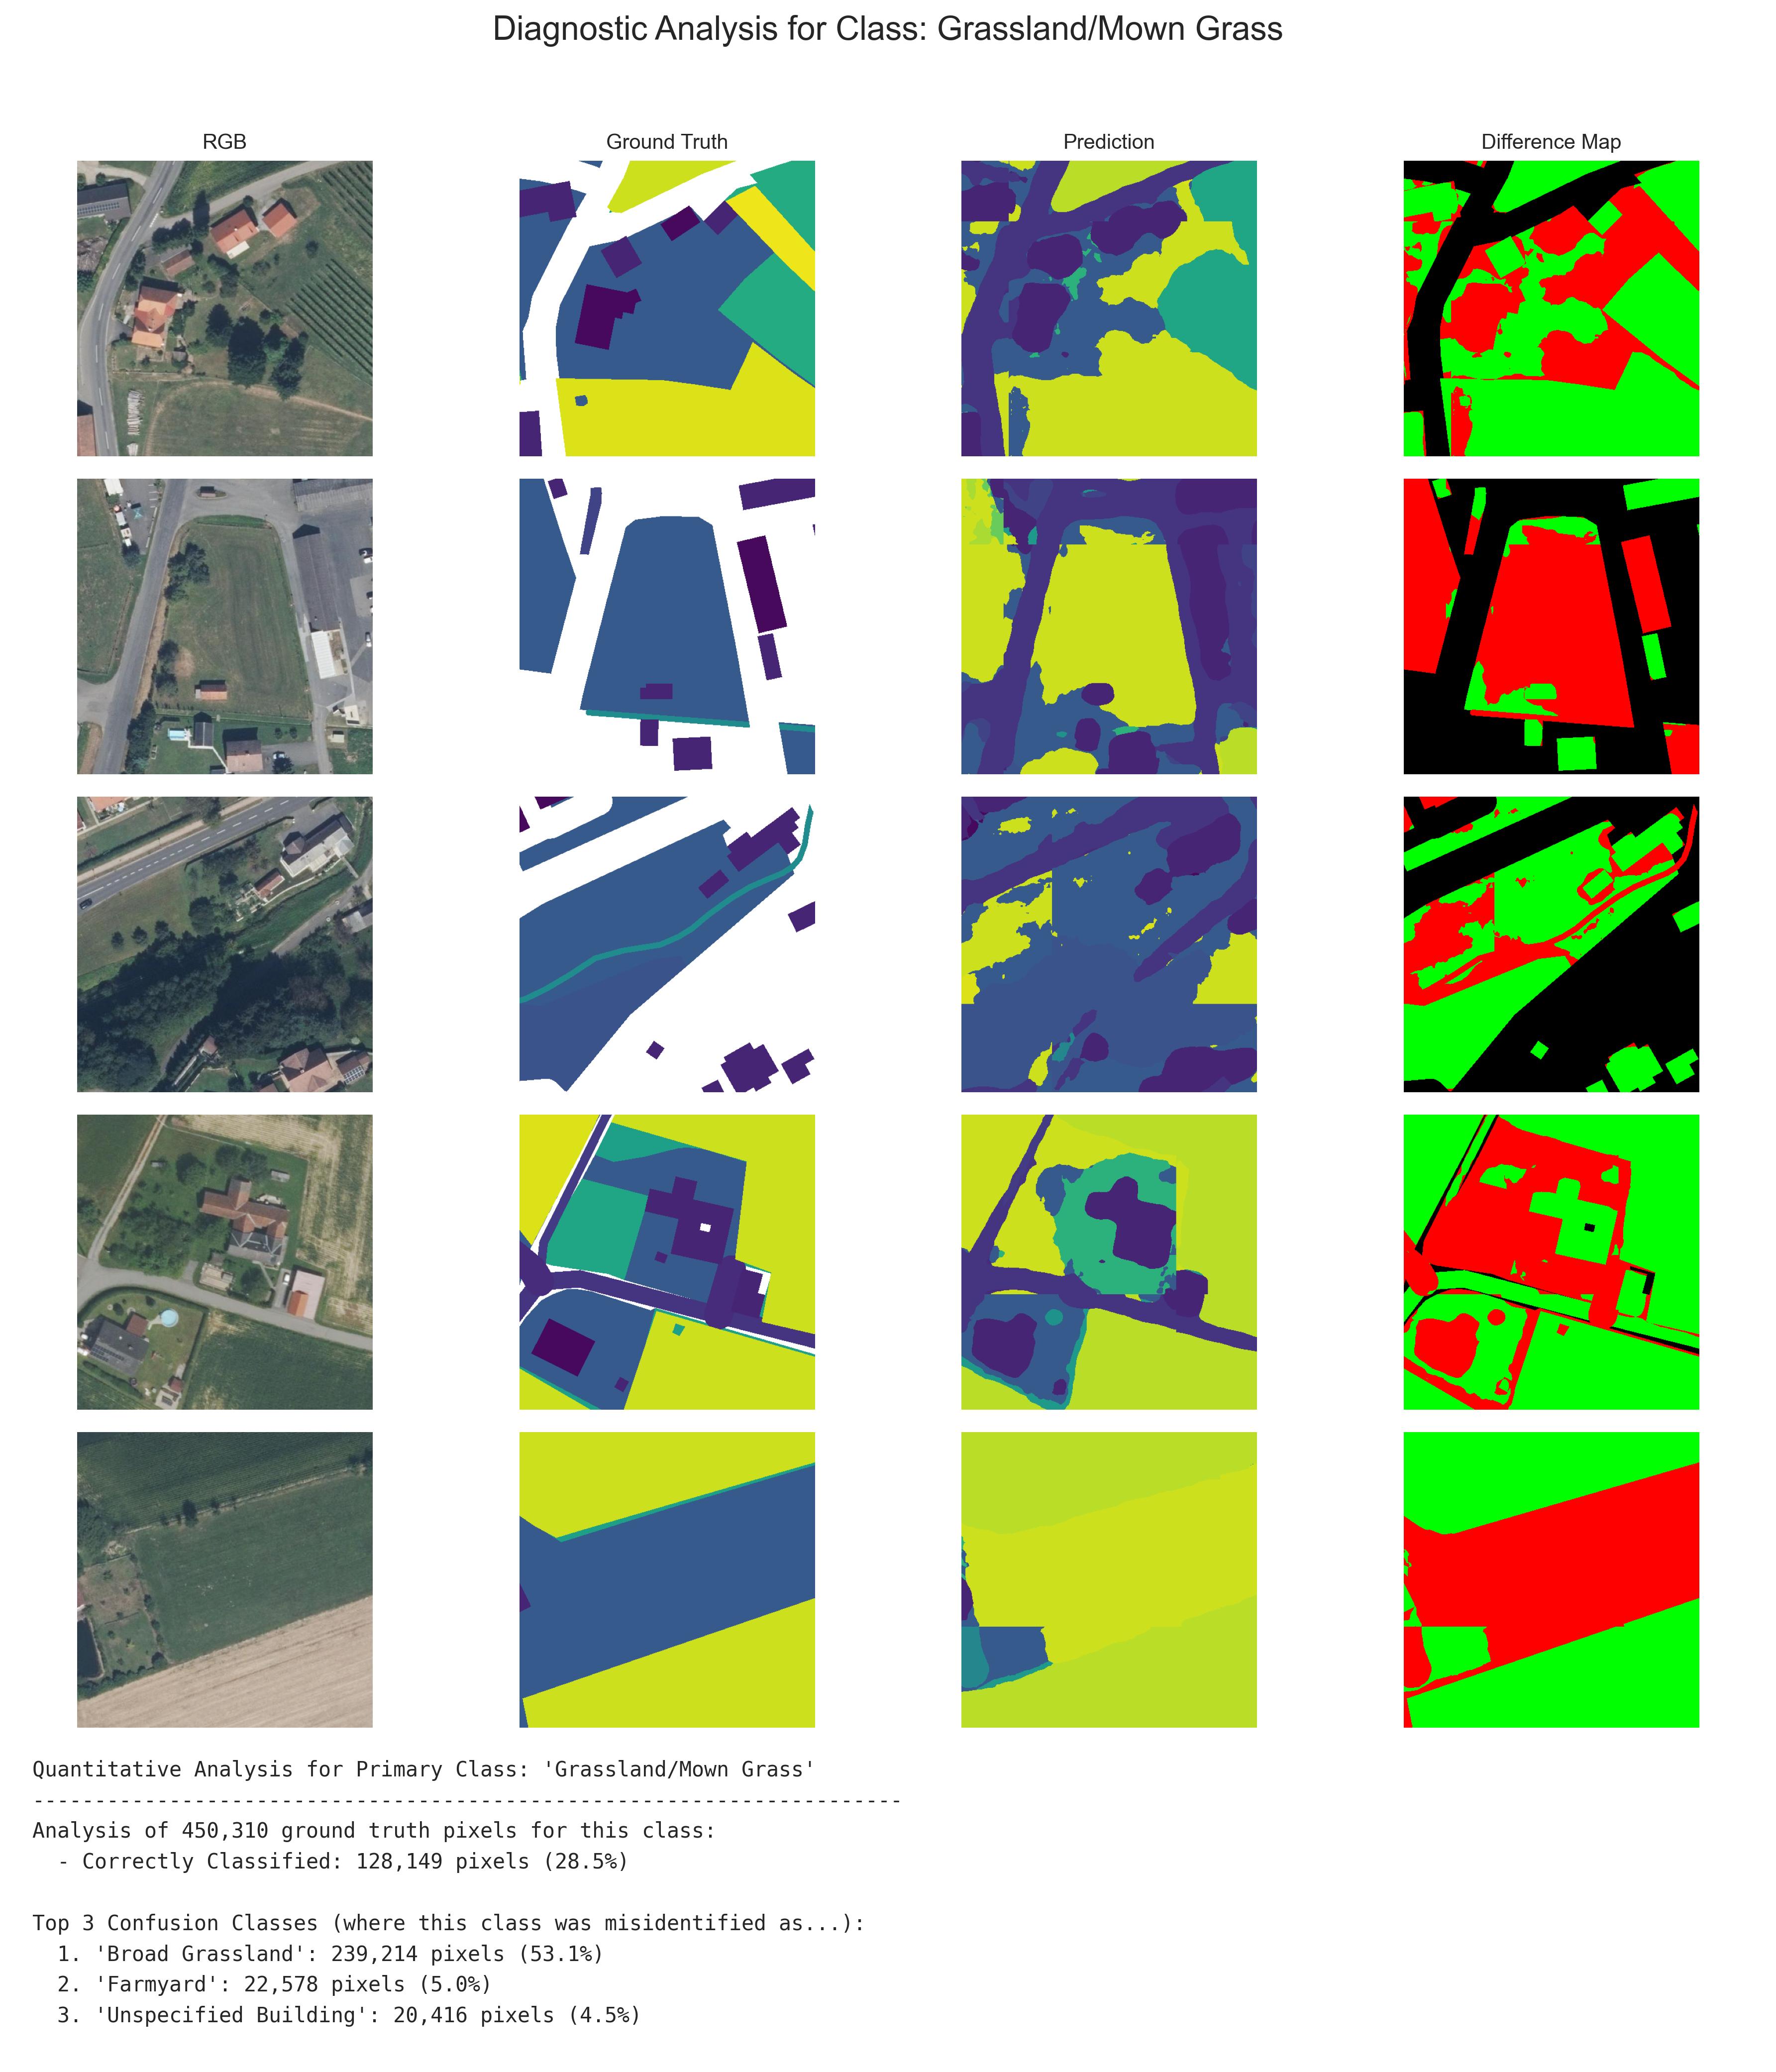 Diagnostic Analysis for Class: Grassland/Mown Grass
RGB
Ground Truth
Prediction
Difference Map
Quantitative Analysis for Primary Class: 'Grassland/Mown Grass'
----------------------------------------------------------------------
Analysis of 450,310 ground truth pixels for this class:
- Correctly Classified: 128,149 pixels (28.5%)
Top 3 Confusion Classes (where this class was misidentified as...):
1. 'Broad Grassland': 239,214 pixels (53.1%)
2. 'Farmyard': 22,578 pixels (5.0%)
3. 'Unspecified Building': 20,416 pixels (4.5%)